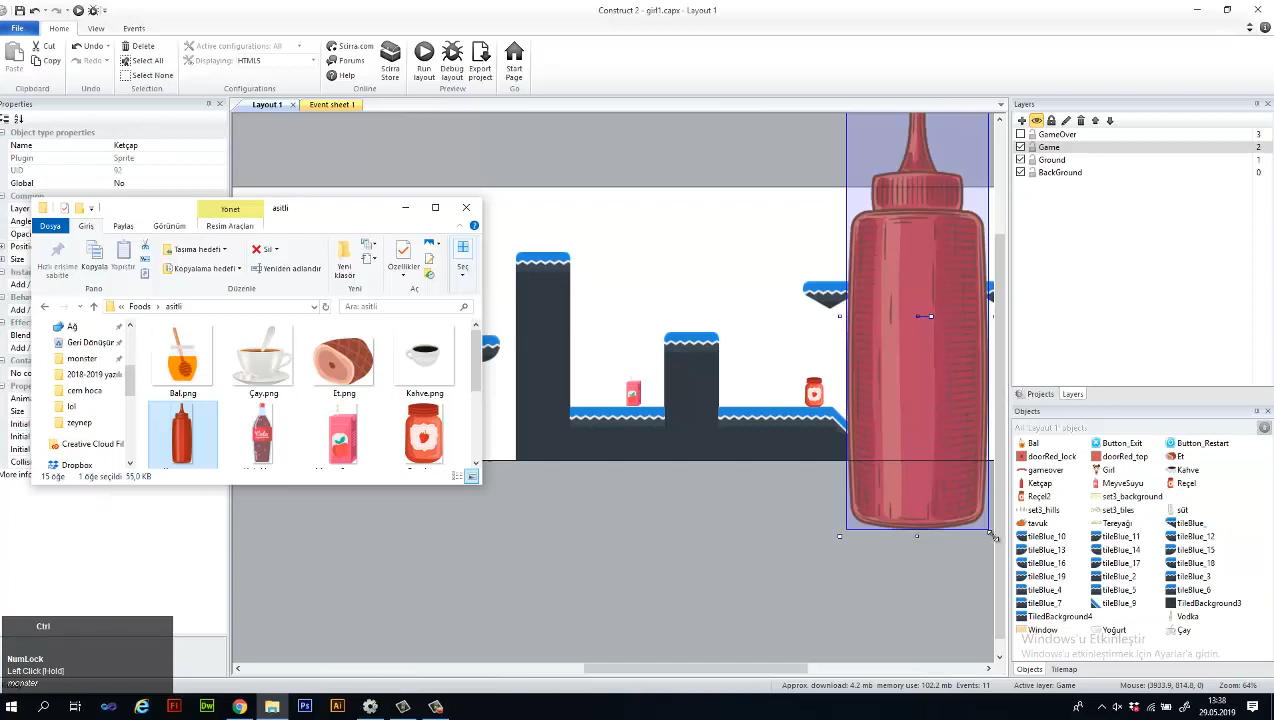 Construct 2 - girl1.capx - Layout 1
File Home View Events
Paste Cut Copy Clipboard
Undo Redo Undo
Delete Select All Select None Selection
Active configurations: All
Displaying: HTML5
Configurations
Scirra.com Forums Help Scirra Store Online
Run layout Debug layout Export project Preview
Start Page Go
Properties
Object type properties
Name Ketçap
Plugin Sprite
UID 92
Global No
Layout 1 Event sheet 1
Yönet asitli
Dosya Giriş Paylaş Görünüm Resim Araçları
Hızlı erişime sabitle Kopyala Yapıştır Pano
Taşıma hedefi Kopyalama hedefi Sil Yeniden adlandır Düzenle
Yeni klasör Yeni
Özellikler Aç
Seç
Foods asitli
Ara: asitli
Ağ
Geri Dönüşür
monster
2018-2019 yazılı
cem hoca
lol
zeynep
Creative Cloud Fil
Dropbox
Bal.png Çay.png Et.png Kahve.png
15 öğe 1 öğe seçildi 55,0 KB
Layers
GameOver 3
Game 2
Ground 1
BackGround 0
Projects Layers
Objects
All 'Layout 1' objects
Bal Button_Exit Button_Restart
doorRed_lock doorRed_top Et
gameover Girl Kahve
Ketçap MeyveSuyu Reçel
Reçel2 set3_background
set3_hills set3_tiles süt
tavuk Tereyağı tileBlue_
tileBlue_10 tileBlue_11 tileBlue_12
tileBlue_13 tileBlue_14 tileBlue_15
tileBlue_16 tileBlue_17 tileBlue_18
tileBlue_19 tileBlue_2 tileBlue_3
tileBlue_4 tileBlue_5 tileBlue_6
tileBlue_7 tileBlue_9 TiledBackground3
TiledBackground4 Vodka
Window Yoğurt Çay
Windows'u Etkinleştir
Windows'u etkinleştirmek için Ayarlar'a gidin.
Objects Tilemap
Ctrl
NumLock
Left Click [Hold]
monster
Approx. download: 4.2 mb memory use: 102.2 mb Events: 11 Active layer: Game Mouse: (3933.9, 814.8, 0) Zoom: 64%
13:38
29.05.2019